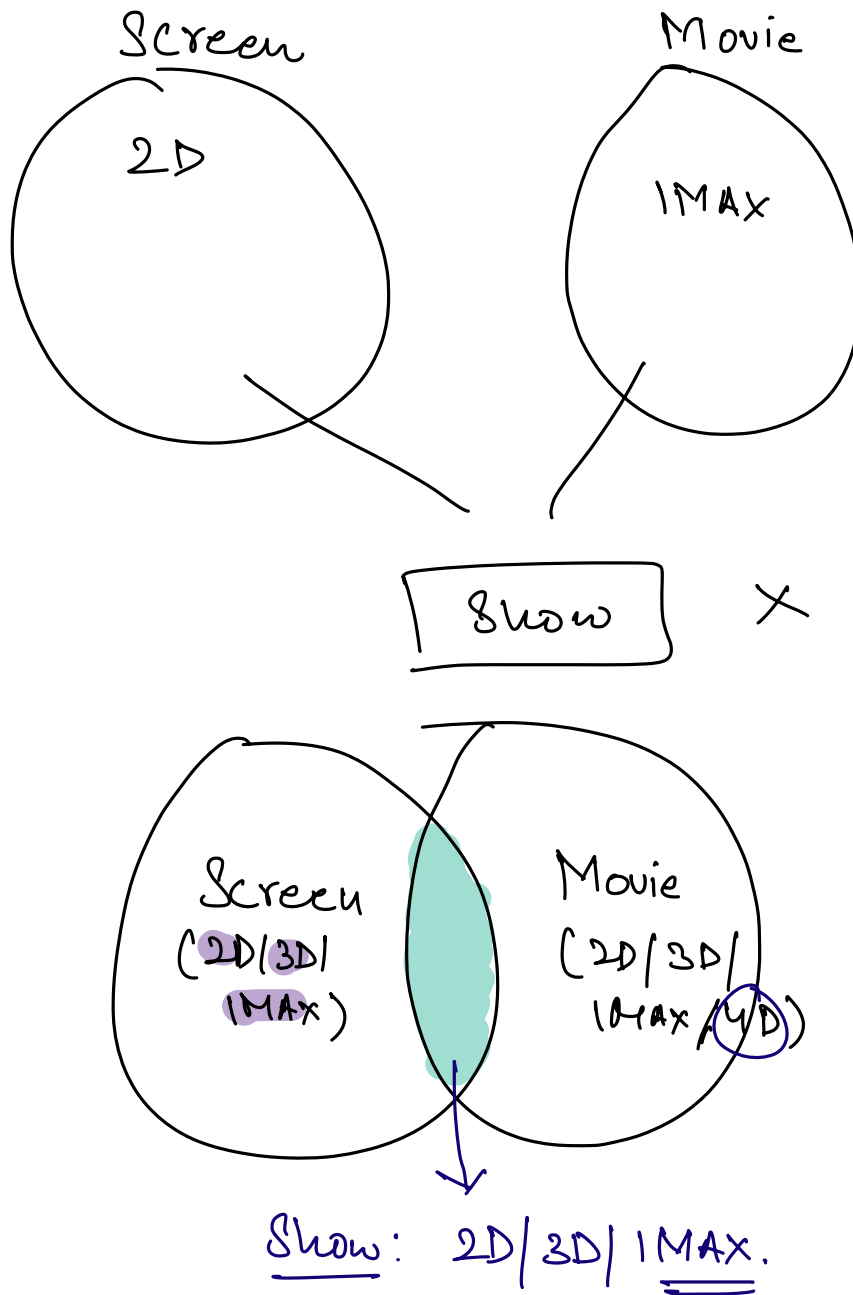 Screen
Movie
2D
IMAX
Show X
Screen
(2D/3D/
IMAX)
Movie
(2D/3D/
IMAX/4D)
Show: 2D/3D/IMAX.